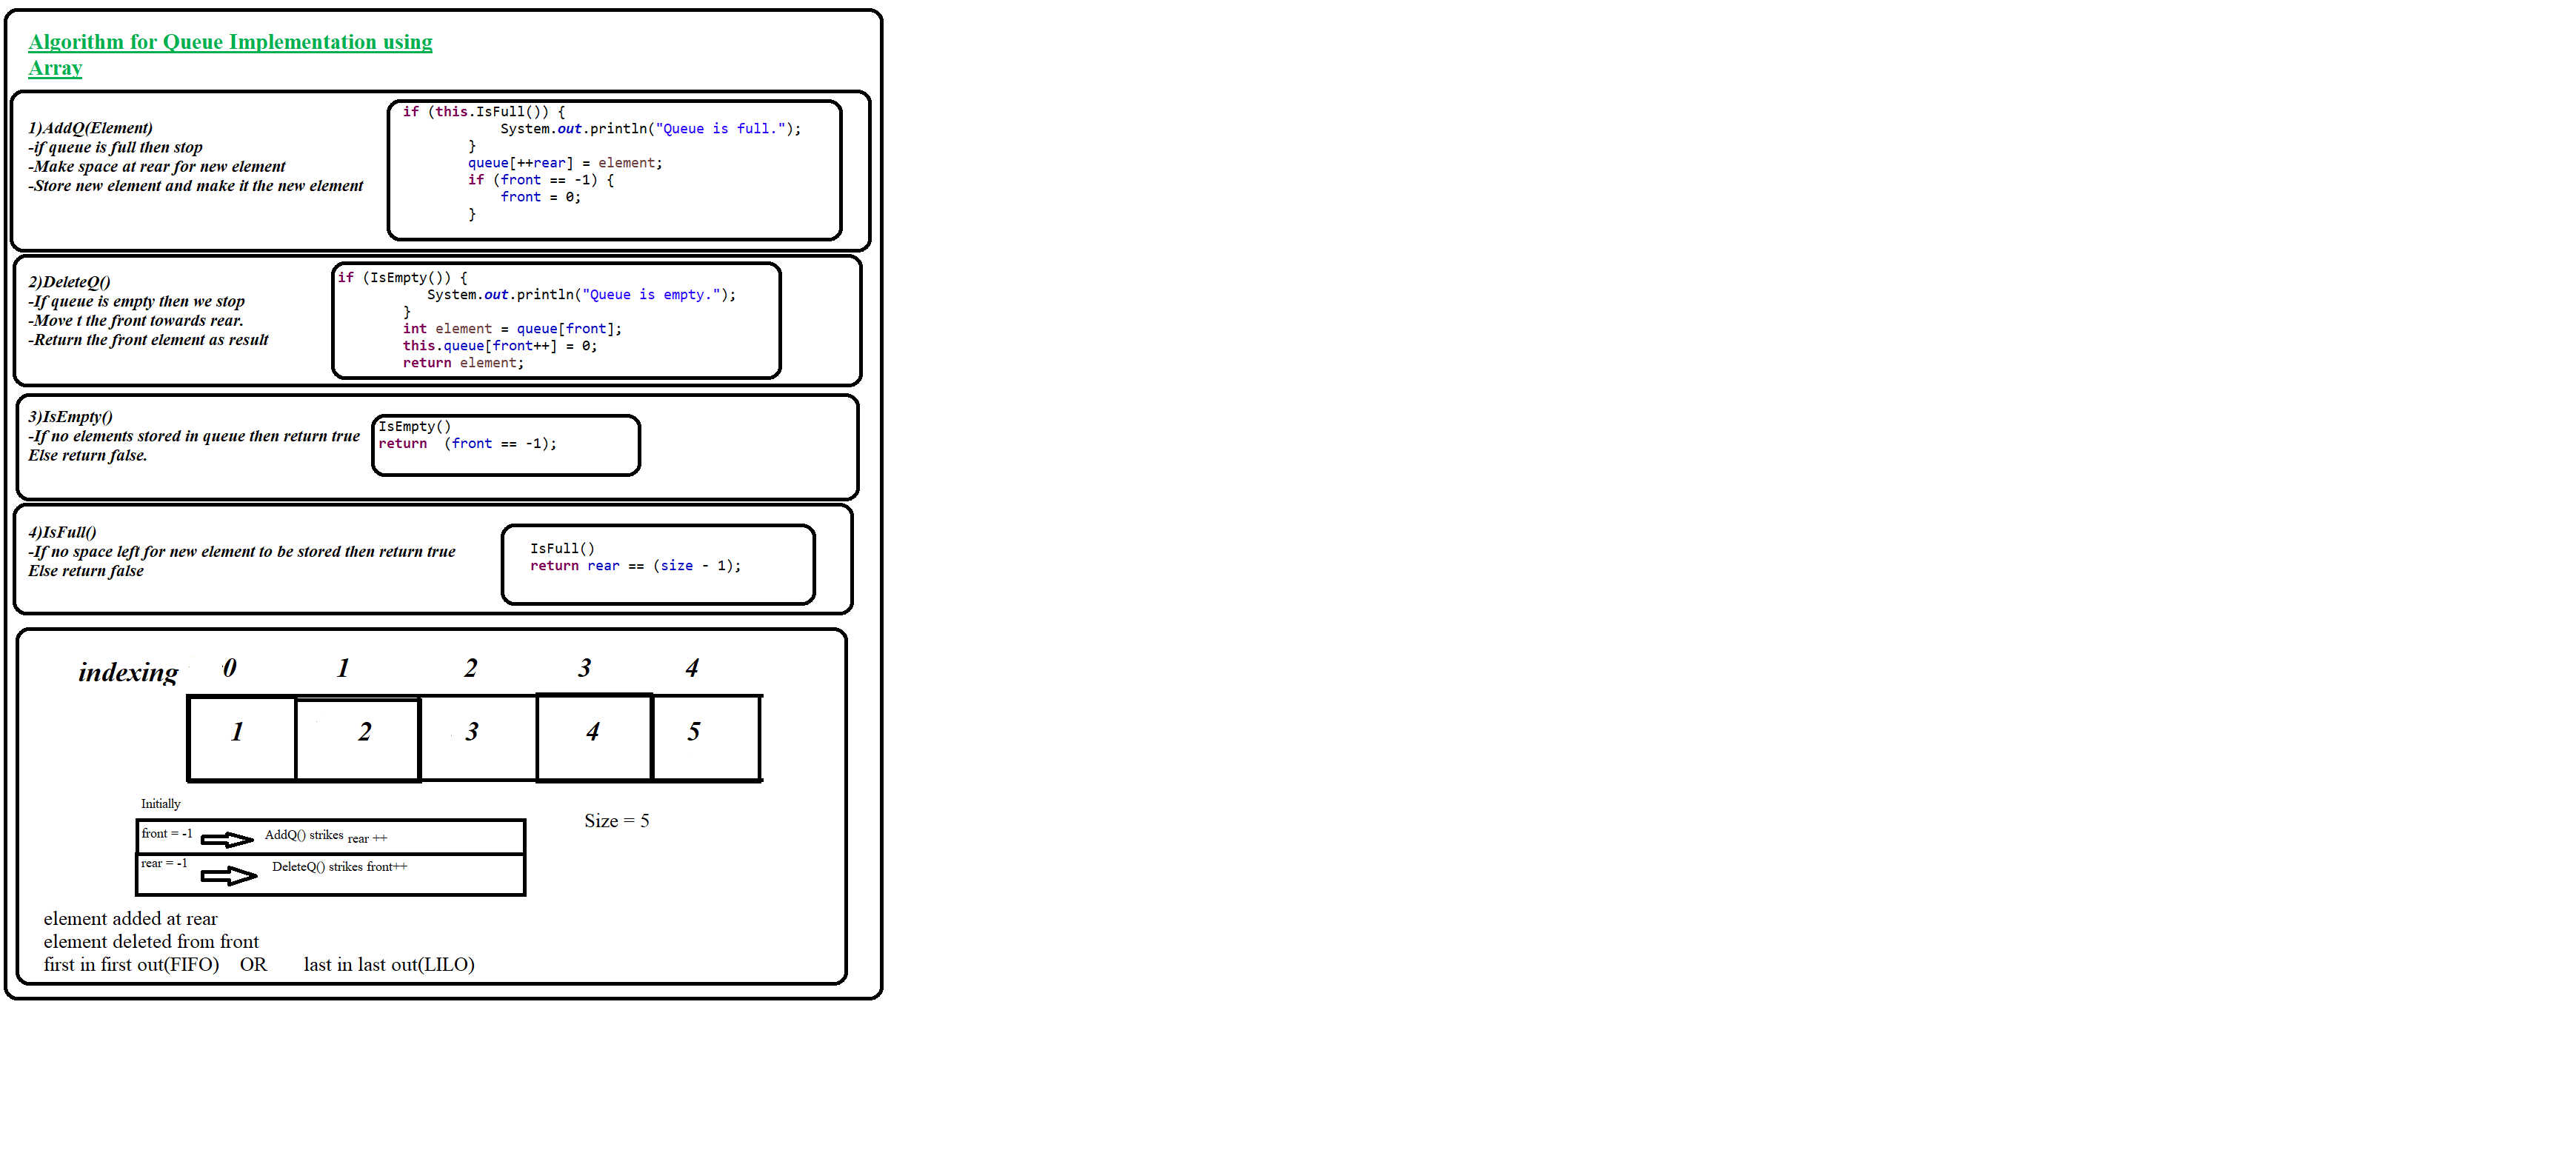 Algorithm for Queue Implementation using
Array
1)AddQ(Element)
-if queue is full then stop
-Make space at rear for new element
-Store new element and make it the new element
if (this.IsFull()) {
System.out.println("Queue is full.");
}
queue[++rear] = element;
if (front == -1) {
front = 0;
}
2)DeleteQ()
-If queue is empty then we stop
-Move t the front towards rear.
-Return the front element as result
if (IsEmpty()) {
System.out.println("Queue is empty.");
}
int element = queue[front];
this.queue[front++] = 0;
return element;
3)IsEmpty()
-If no elements stored in queue then return true
Else return false.
IsEmpty()
return  (front == -1);
4)IsFull()
-If no space left for new element to be stored then return true
Else return false
IsFull()
return rear == (size - 1);
indexing 0 1 2 3 4
1 2 3 4 5
Initially
Size = 5
front = -1 AddQ() strikes rear ++
rear = -1 DeleteQ() strikes front++
element added at rear
element deleted from front
first in first out(FIFO) OR last in last out(LILO)